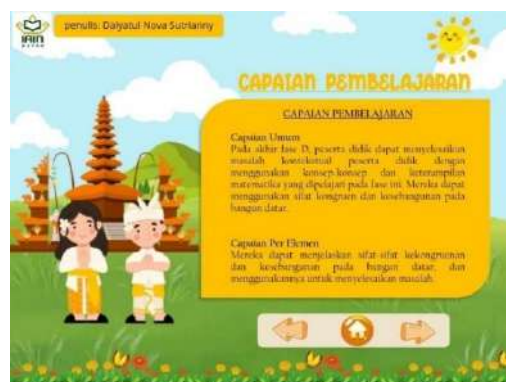 penulis: Dalyatul Nova Sutriariny
IAIN
CAPAIAN PEMBELAJARAN
CAPAIAN PEMBELAJARAN
Capaian Umum
Pada akhir fase D, peserta didik dapat menyelesaikan
masalah kontekstual peserta didik dengan
menggunakan konsep-konsep dan keterampilan
matematika yang dipelajari pada fase ini. Mereka dapat
menggunakan sifat kongruen dan kesebangunan pada
bangun datar.
Capaian Per Elemen
Mereka dapat menjelaskan sifat-sifat kekongruenan
dan kesebangunan pada bangun datar, dan
menggunakannya untuk menyelesaikan masalah.